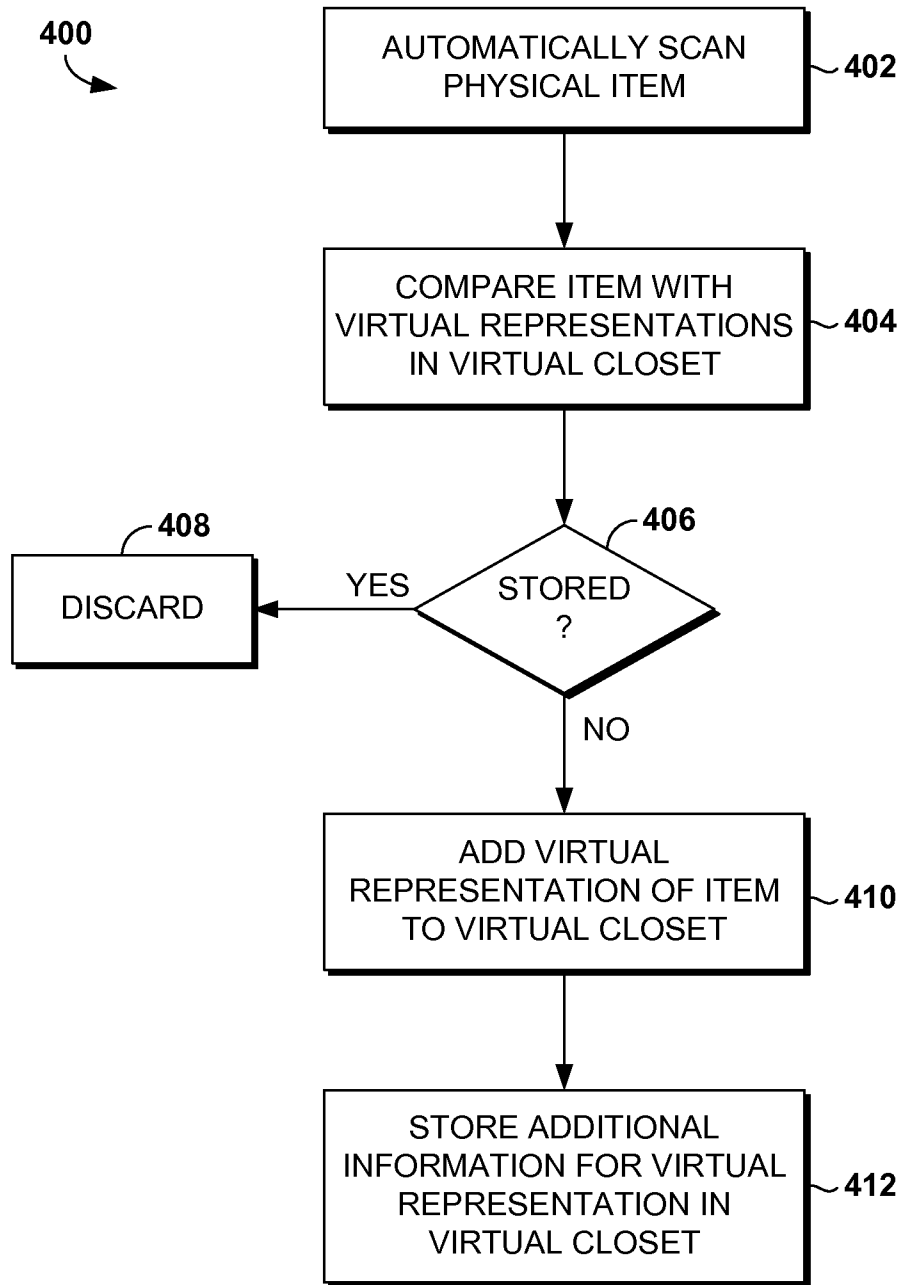 400
AUTOMATICALLY SCAN
PHYSICAL ITEM
402
COMPARE ITEM WITH
VIRTUAL REPRESENTATIONS
IN VIRTUAL CLOSET
404
406
STORED
?
YES
408
DISCARD
NO
ADD VIRTUAL
REPRESENTATION OF ITEM
TO VIRTUAL CLOSET
410
STORE ADDITIONAL
INFORMATION FOR VIRTUAL
REPRESENTATION IN
VIRTUAL CLOSET
412